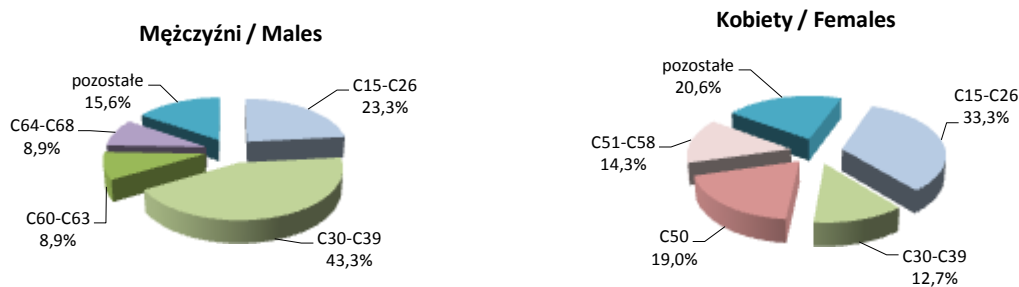 Mężczyźni / Males
pozostałe
15,6%
C15-C26
23,3%
C64-C68
8,9%
C60-C63
8,9%
C30-C39
43,3%
Kobiety / Females
pozostałe
20,6%
C15-C26
33,3%
C51-C58
14,3%
C50
19,0%
C30-C39
12,7%